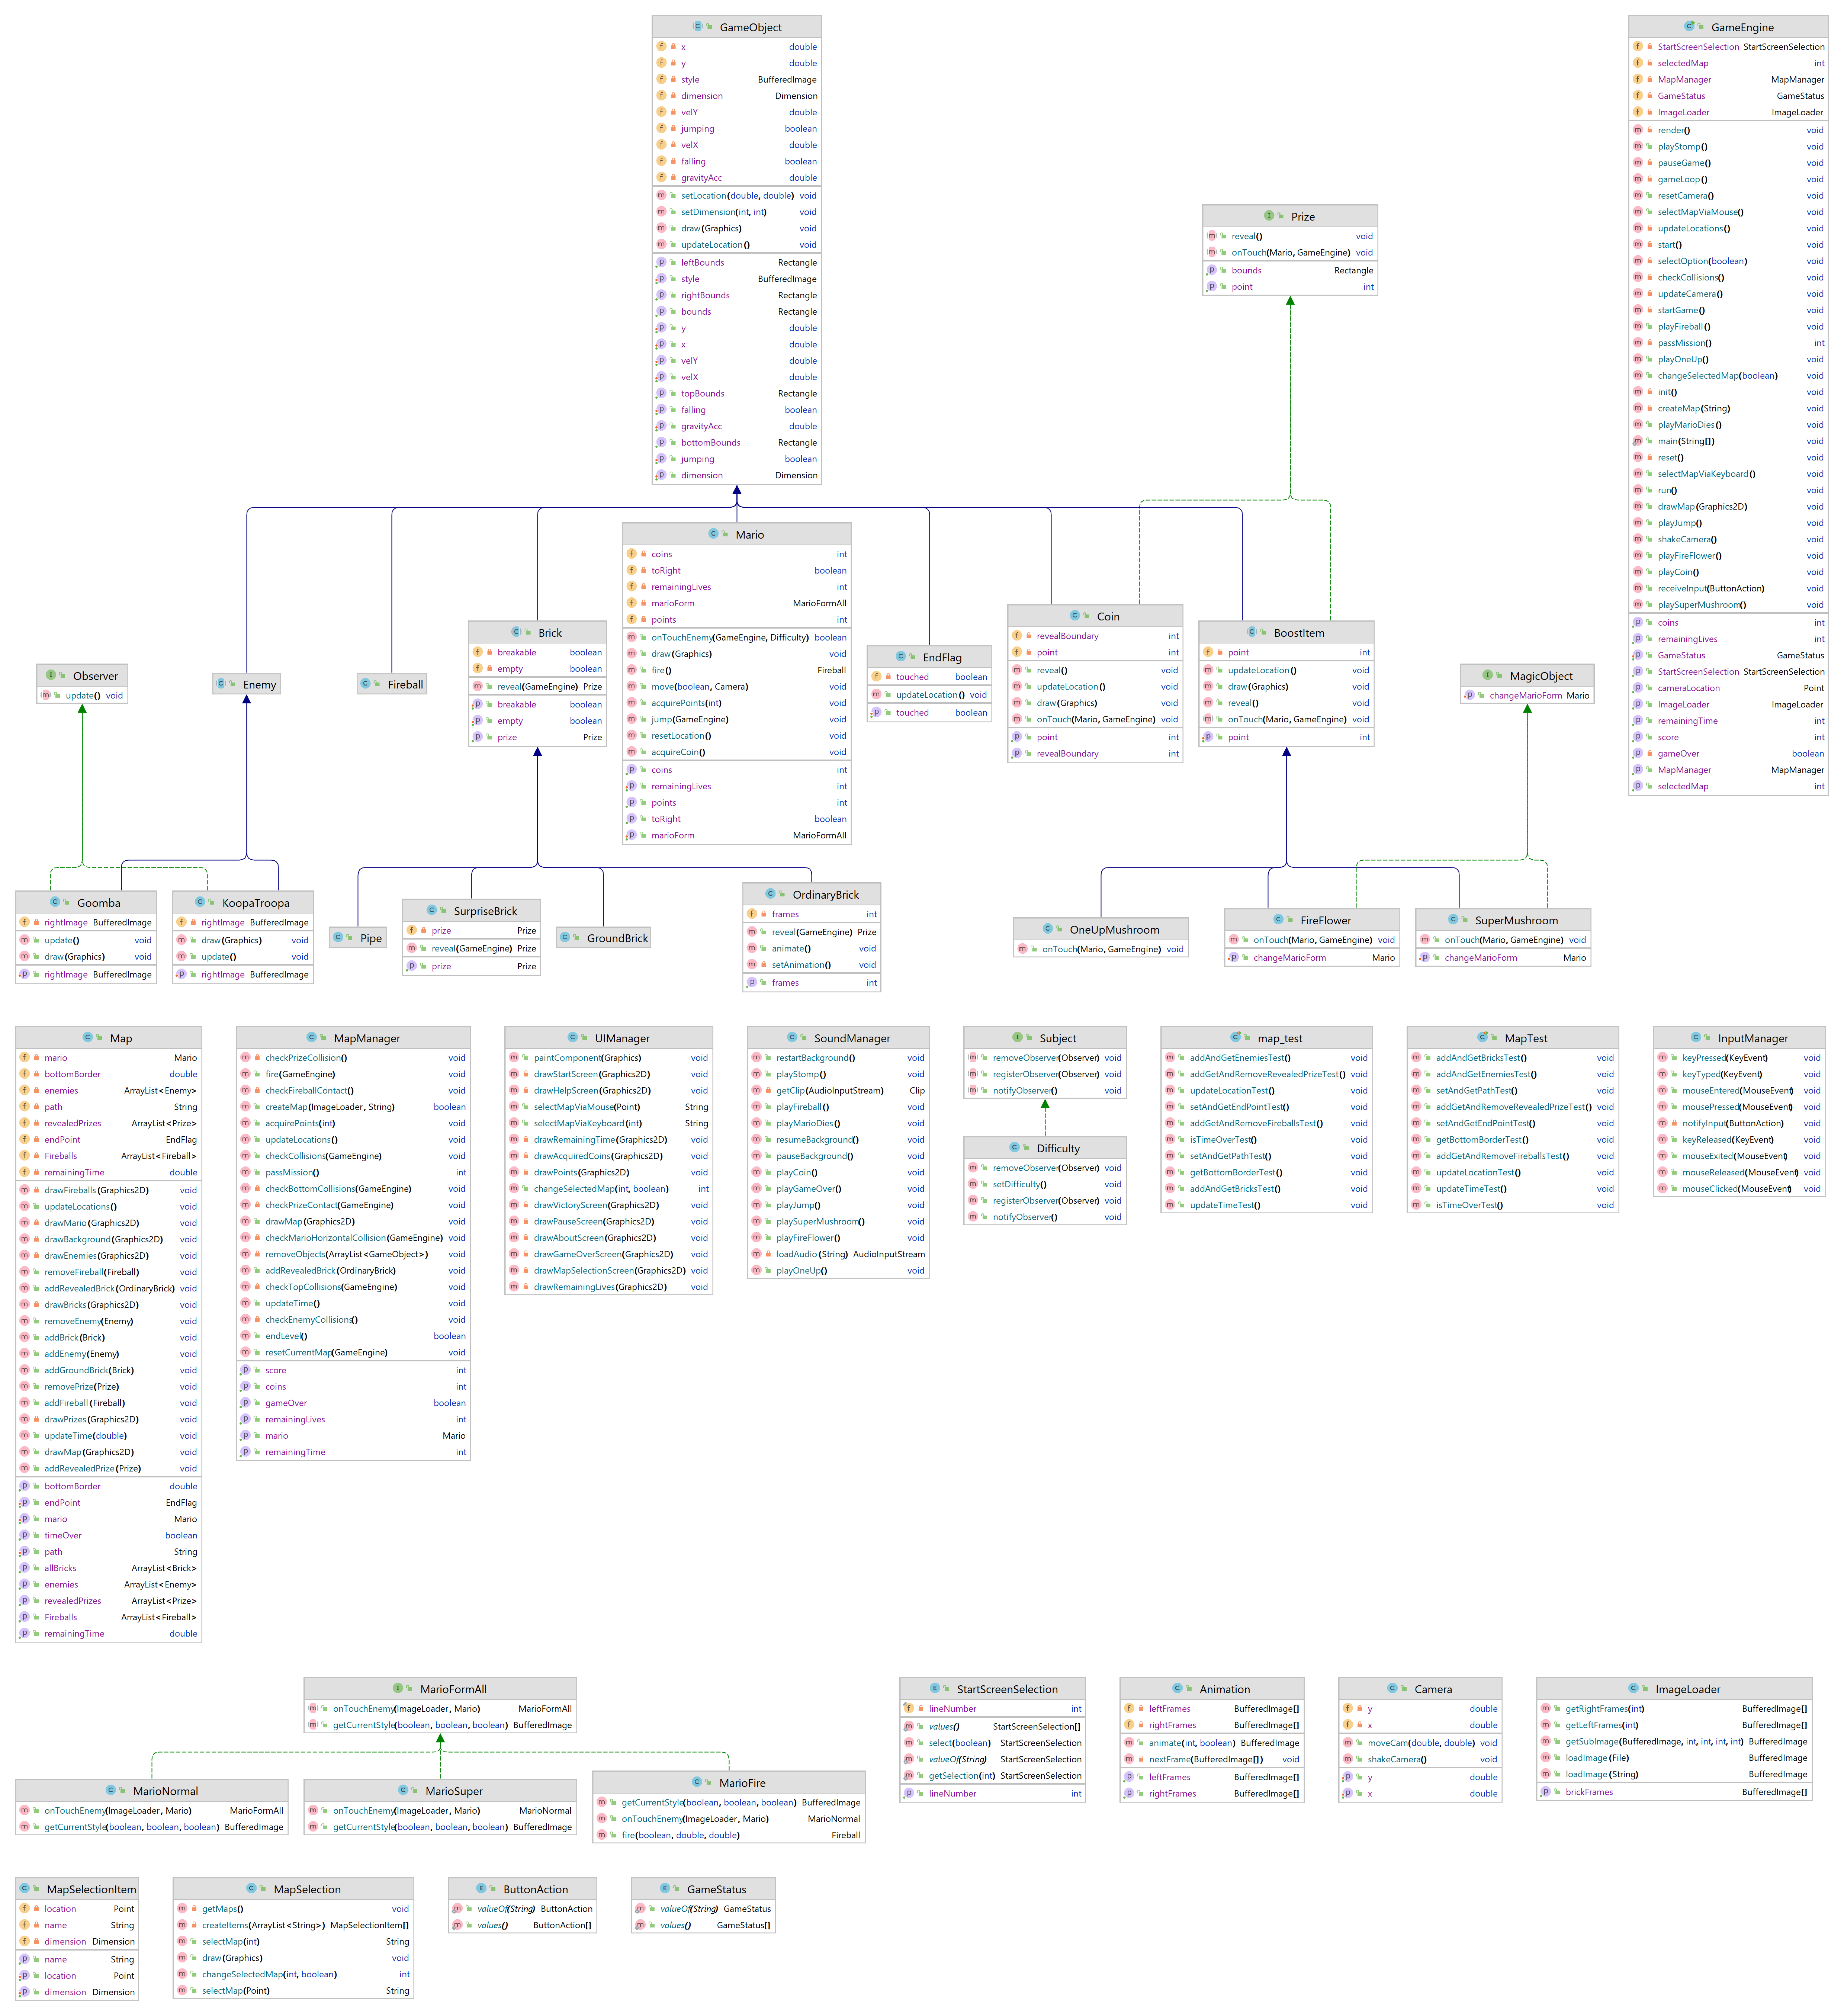 GameObject
x double
y double
style BufferedImage
dimension Dimension
velY double
jumping boolean
velX double
falling boolean
gravityAcc double
setLocation(double, double) void
setDimension(int, int) void
draw(Graphics) void
updateLocation() void
leftBounds Rectangle
style BufferedImage
rightBounds Rectangle
bounds Rectangle
y double
x double
velY double
velX double
topBounds Rectangle
falling boolean
gravityAcc double
bottomBounds Rectangle
jumping boolean
dimension Dimension
GameEngine
StartScreenSelection StartScreenSelection
selectedMap int
MapManager MapManager
GameStatus GameStatus
ImageLoader ImageLoader
render() void
playStomp() void
pauseGame() void
gameLoop() void
resetCamera() void
selectMapViaMouse() void
updateLocations() void
start() void
selectOption(boolean) void
checkCollisions() void
updateCamera() void
startGame() void
playFireball() void
passMission() int
playOneUp() void
changeSelectedMap(boolean) void
init() void
createMap(String) void
playMarioDies() void
main(String[]) void
reset() void
selectMapViaKeyboard() void
run() void
drawMap(Graphics2D) void
playJump() void
shakeCamera() void
playFireFlower() void
playCoin() void
receiveInput(ButtonAction) void
playSuperMushroom() void
coins int
remainingLives int
GameStatus GameStatus
StartScreenSelection StartScreenSelection
cameraLocation Point
ImageLoader ImageLoader
remainingTime int
score int
gameOver boolean
MapManager MapManager
selectedMap int
Prize
reveal() void
onTouch(Mario, GameEngine) void
bounds Rectangle
point int
Observer
update() void
Enemy
Fireball
Brick
breakable boolean
empty boolean
reveal(GameEngine) Prize
breakable boolean
empty boolean
prize Prize
Mario
coins int
toRight boolean
remainingLives int
marioForm MarioFormAll
points int
onTouchEnemy(GameEngine, Difficulty) boolean
draw(Graphics) void
fire() Fireball
move(boolean, Camera) void
acquirePoints(int) void
jump(GameEngine) void
resetLocation() void
acquireCoin() void
coins int
remainingLives int
points int
toRight boolean
marioForm MarioFormAll
EndFlag
touched boolean
updateLocation() void
touched boolean
Coin
revealBoundary int
point int
reveal() void
updateLocation() void
draw(Graphics) void
onTouch(Mario, GameEngine) void
point int
revealBoundary int
BoostItem
point int
updateLocation() void
draw(Graphics) void
reveal() void
onTouch(Mario, GameEngine) void
point int
MagicObject
changeMarioForm Mario
Goomba
rightImage BufferedImage
update() void
draw(Graphics) void
rightImage BufferedImage
KoopaTroopa
rightImage BufferedImage
draw(Graphics) void
update() void
rightImage BufferedImage
Pipe
SurpriseBrick
prize Prize
reveal(GameEngine) Prize
prize Prize
GroundBrick
OrdinaryBrick
frames int
reveal(GameEngine) Prize
animate() void
setAnimation() void
frames int
OneUpMushroom
onTouch(Mario, GameEngine) void
FireFlower
onTouch(Mario, GameEngine) void
changeMarioForm Mario
SuperMushroom
onTouch(Mario, GameEngine) void
changeMarioForm Mario
Map
mario Mario
bottomBorder double
enemies ArrayList<Enemy>
path String
revealedPrizes ArrayList<Prize>
endPoint EndFlag
Fireballs ArrayList<Fireball>
remainingTime double
drawFireballs(Graphics2D) void
updateLocations() void
drawMario(Graphics2D) void
drawBackground(Graphics2D) void
drawEnemies(Graphics2D) void
removeFireball(Fireball) void
addRevealedBrick(OrdinaryBrick) void
drawBricks(Graphics2D) void
removeEnemy(Enemy) void
addBrick(Brick) void
addEnemy(Enemy) void
addGroundBrick(Brick) void
removePrize(Prize) void
addFireball(Fireball) void
drawPrizes(Graphics2D) void
updateTime(double) void
drawMap(Graphics2D) void
addRevealedPrize(Prize) void
bottomBorder double
endPoint EndFlag
mario Mario
timeOver boolean
path String
allBricks ArrayList<Brick>
enemies ArrayList<Enemy>
revealedPrizes ArrayList<Prize>
Fireballs ArrayList<Fireball>
remainingTime double
MapManager
checkPrizeCollision() void
fire(GameEngine) void
checkFireballContact() void
createMap(ImageLoader, String) boolean
acquirePoints(int) void
updateLocations() void
checkCollisions(GameEngine) void
passMission() int
checkBottomCollisions(GameEngine) void
checkPrizeContact(GameEngine) void
drawMap(Graphics2D) void
checkMarioHorizontalCollision(GameEngine) void
removeObjects(ArrayList<GameObject>) void
addRevealedBrick(OrdinaryBrick) void
checkTopCollisions(GameEngine) void
updateTime() void
checkEnemyCollisions() void
endLevel() boolean
resetCurrentMap(GameEngine) void
score int
coins int
gameOver boolean
remainingLives int
mario Mario
remainingTime int
UIManager
paintComponent(Graphics) void
drawStartScreen(Graphics2D) void
drawHelpScreen(Graphics2D) void
selectMapViaMouse(Point) String
selectMapViaKeyboard(int) String
drawRemainingTime(Graphics2D) void
drawAcquiredCoins(Graphics2D) void
drawPoints(Graphics2D) void
changeSelectedMap(int, boolean) int
drawVictoryScreen(Graphics2D) void
drawPauseScreen(Graphics2D) void
drawAboutScreen(Graphics2D) void
drawGameOverScreen(Graphics2D) void
drawMapSelectionScreen(Graphics2D) void
drawRemainingLives(Graphics2D) void
SoundManager
restartBackground() void
playStomp() void
getClip(AudioInputStream) Clip
playFireball() void
playMarioDies() void
resumeBackground() void
pauseBackground() void
playCoin() void
playGameOver() void
playJump() void
playSuperMushroom() void
playFireFlower() void
loadAudio(String) AudioInputStream
playOneUp() void
Subject
removeObserver(Observer) void
registerObserver(Observer) void
notifyObserver() void
Difficulty
removeObserver(Observer) void
setDifficulty() void
registerObserver(Observer) void
notifyObserver() void
map_test
addAndGetEnemiesTest() void
addGetAndRemoveRevealedPrizeTest() void
updateLocationTest() void
setAndGetEndPointTest() void
addGetAndRemoveFireballsTest() void
isTimeOverTest() void
setAndGetPathTest() void
getBottomBorderTest() void
addAndGetBricksTest() void
updateTimeTest() void
MapTest
addAndGetBricksTest() void
addAndGetEnemiesTest() void
setAndGetPathTest() void
addGetAndRemoveRevealedPrizeTest() void
setAndGetEndPointTest() void
getBottomBorderTest() void
addGetAndRemoveFireballsTest() void
updateLocationTest() void
updateTimeTest() void
isTimeOverTest() void
InputManager
keyPressed(KeyEvent) void
keyTyped(KeyEvent) void
mouseEntered(MouseEvent) void
mousePressed(MouseEvent) void
notifyInput(ButtonAction) void
keyReleased(KeyEvent) void
mouseExited(MouseEvent) void
mouseReleased(MouseEvent) void
mouseClicked(MouseEvent) void
MarioFormAll
onTouchEnemy(ImageLoader, Mario) MarioFormAll
getCurrentStyle(boolean, boolean, boolean) BufferedImage
MarioNormal
onTouchEnemy(ImageLoader, Mario) MarioFormAll
getCurrentStyle(boolean, boolean, boolean) BufferedImage
MarioSuper
onTouchEnemy(ImageLoader, Mario) MarioNormal
getCurrentStyle(boolean, boolean, boolean) BufferedImage
MarioFire
getCurrentStyle(boolean, boolean, boolean) BufferedImage
onTouchEnemy(ImageLoader, Mario) MarioNormal
fire(boolean, double, double) Fireball
StartScreenSelection
lineNumber int
values() StartScreenSelection[]
select(boolean) StartScreenSelection
valueOf(String) StartScreenSelection
getSelection(int) StartScreenSelection
lineNumber int
Animation
leftFrames BufferedImage[]
rightFrames BufferedImage[]
animate(int, boolean) BufferedImage
nextFrame(BufferedImage[]) void
leftFrames BufferedImage[]
rightFrames BufferedImage[]
Camera
y double
x double
moveCam(double, double) void
shakeCamera() void
y double
x double
ImageLoader
getRightFrames(int) BufferedImage[]
getLeftFrames(int) BufferedImage[]
getSubImage(BufferedImage, int, int, int, int) BufferedImage
loadImage(File) BufferedImage
loadImage(String) BufferedImage
brickFrames BufferedImage[]
MapSelectionItem
location Point
name String
dimension Dimension
name String
location Point
dimension Dimension
MapSelection
getMaps() void
createItems(ArrayList<String>) MapSelectionItem[]
selectMap(int) String
draw(Graphics) void
changeSelectedMap(int, boolean) int
selectMap(Point) String
ButtonAction
valueOf(String) ButtonAction
values() ButtonAction[]
GameStatus
valueOf(String) GameStatus
values() GameStatus[]